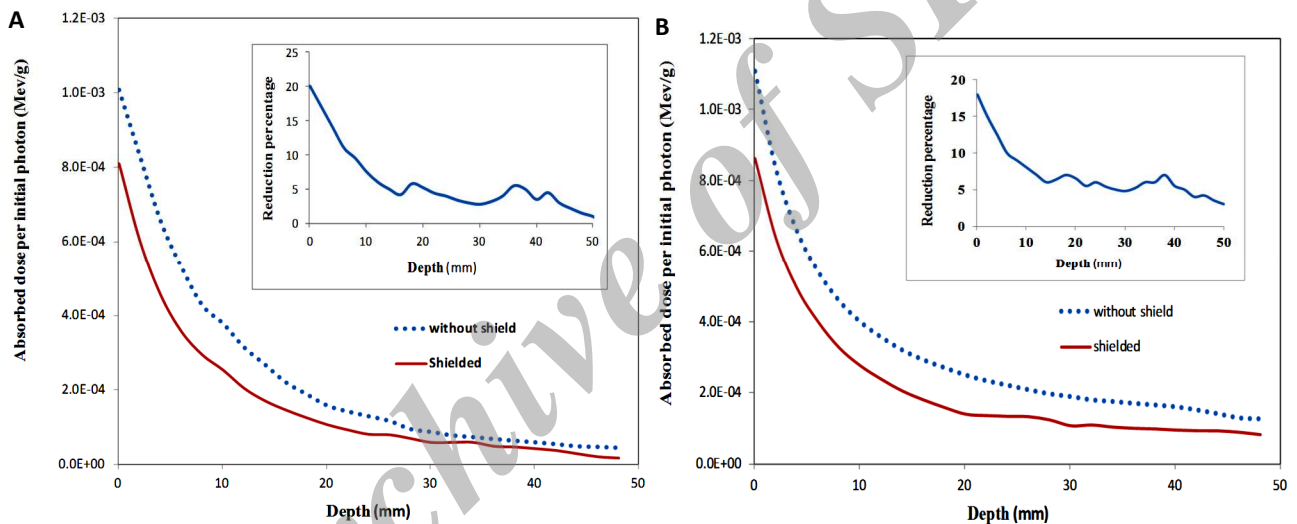 A
Absorbed dose per initial photon (Mev/g)
1.2E-03
1.0E-03
8.0E-04
6.0E-04
4.0E-04
2.0E-04
0.0E+00
0 10 20 30 40 50
Depth (mm)
Reduction percentage
25
20
15
10
5
0
0 10 20 30 40 50
Depth (mm)
without shield
Shielded
B
Absorbed dose per initial photon (Mev/g)
1.2E-03
1.0E-03
8.0E-04
6.0E-04
4.0E-04
2.0E-04
0.0E+00
0 10 20 30 40 50
Depth (mm)
Reduction percentage
20
15
10
5
0
0 10 20 30 40 50
Depth (mm)
without shield
shielded
chive of